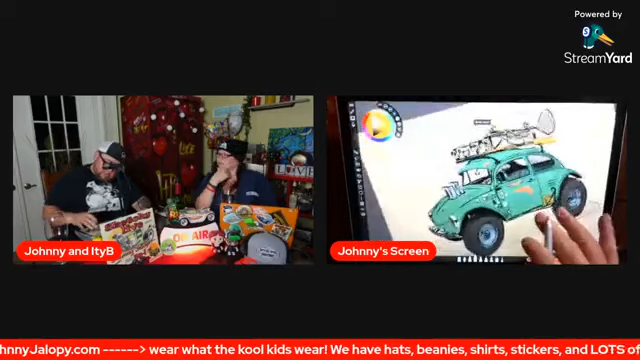 Powered by
StreamYard
ON AIR
LOVE
Johnny and ItyB
Johnny's Screen
hnnyJalopy.com ------> wear what the kool kids wear! We have hats, beanies, shirts, stickers, and LOTS of